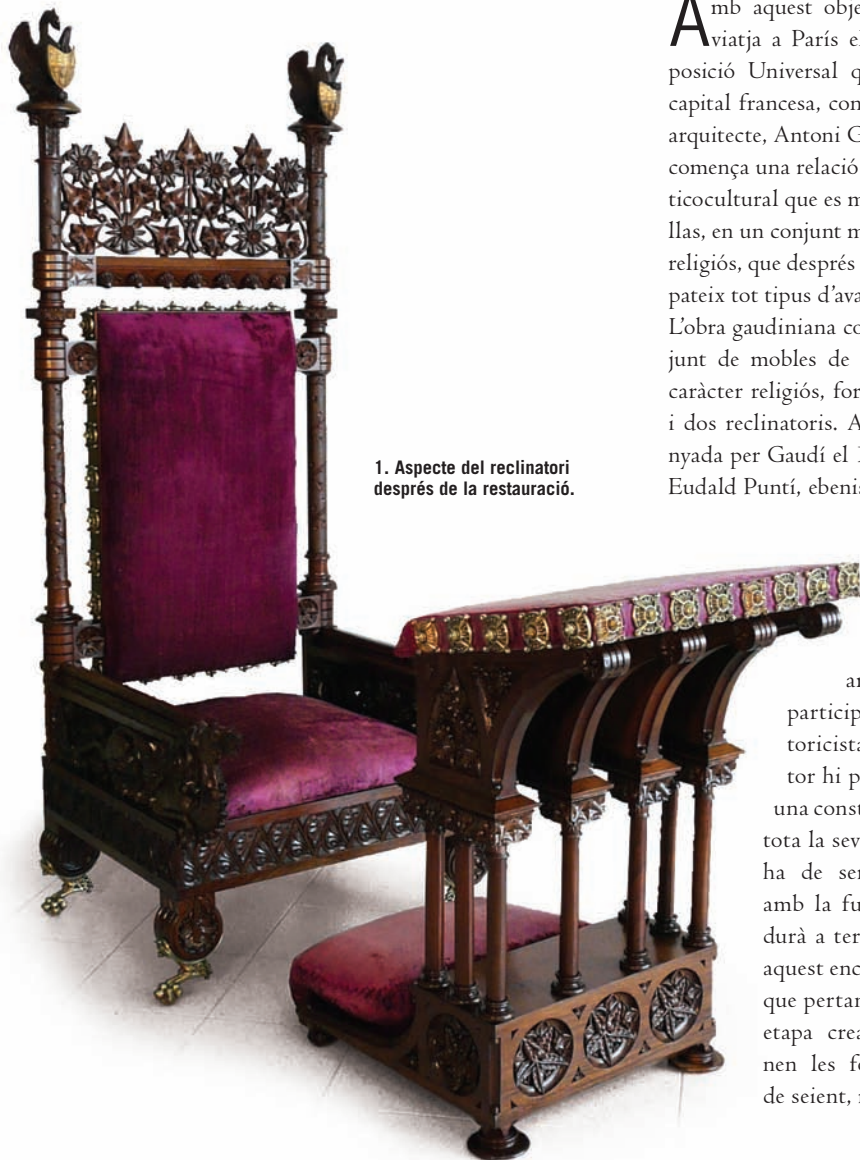 Amb aquest obje
viatja a París el
posició Universal q
capital francesa, con
arquitecte, Antoni G
comença una relació
ticocultural que es m
llas, en un conjunt m
religiós, que després
pateix tot tipus d'ava
L'obra gaudiniana co
junt de mobles de
caràcter religiós, for
i dos reclinatoris. A
nyada per Gaudí el 1
Eudald Puntí, ebenis
1. Aspecte del reclinatori
després de la restauració.
ar
particip
toricista
tor hi p
una const
tota la sev
ha de ser
amb la fu
durà a ter
aquest enc
que pertar
etapa crea
nen les fo
de seient, r